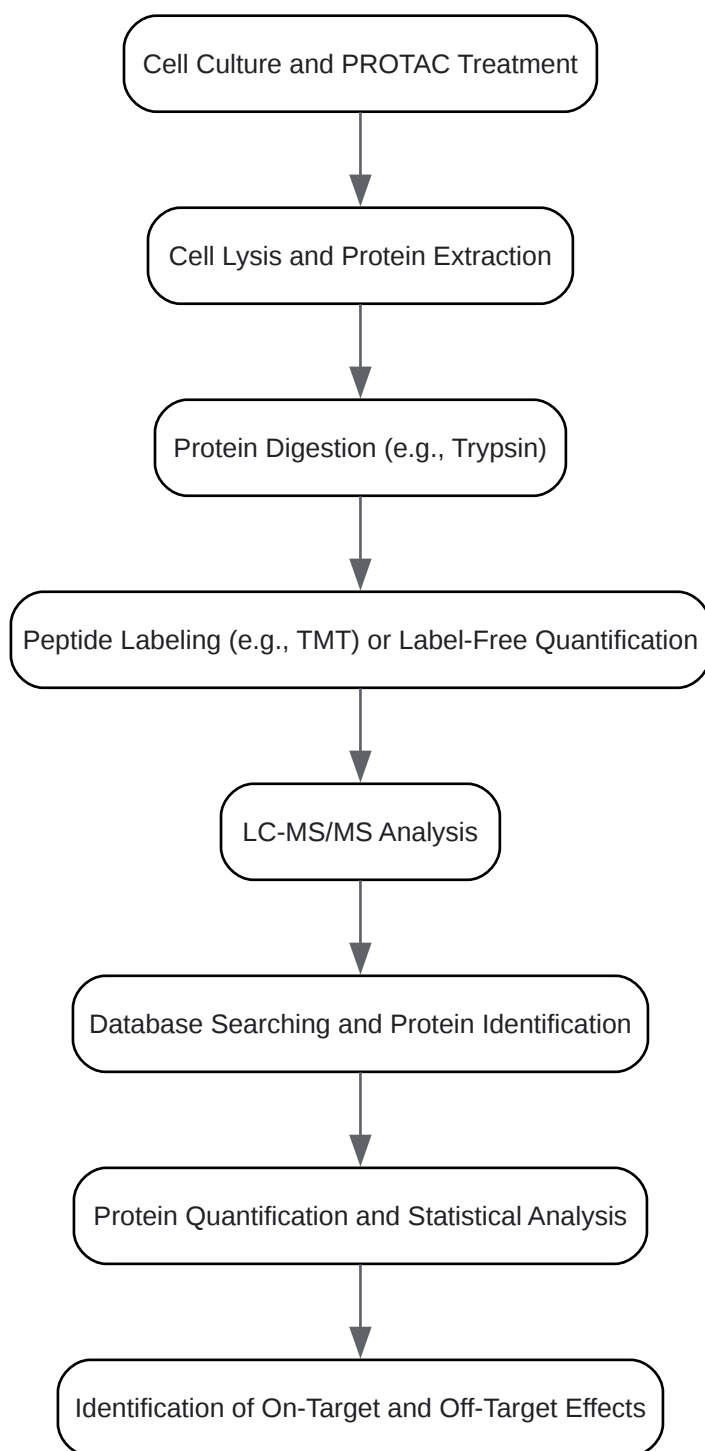 Cell Culture and PROTAC Treatment
Cell Lysis and Protein Extraction
Protein Digestion (e.g., Trypsin)
Peptide Labeling (e.g., TMT) or Label-Free Quantification
LC-MS/MS Analysis
Database Searching and Protein Identification
Protein Quantification and Statistical Analysis
Identification of On-Target and Off-Target Effects